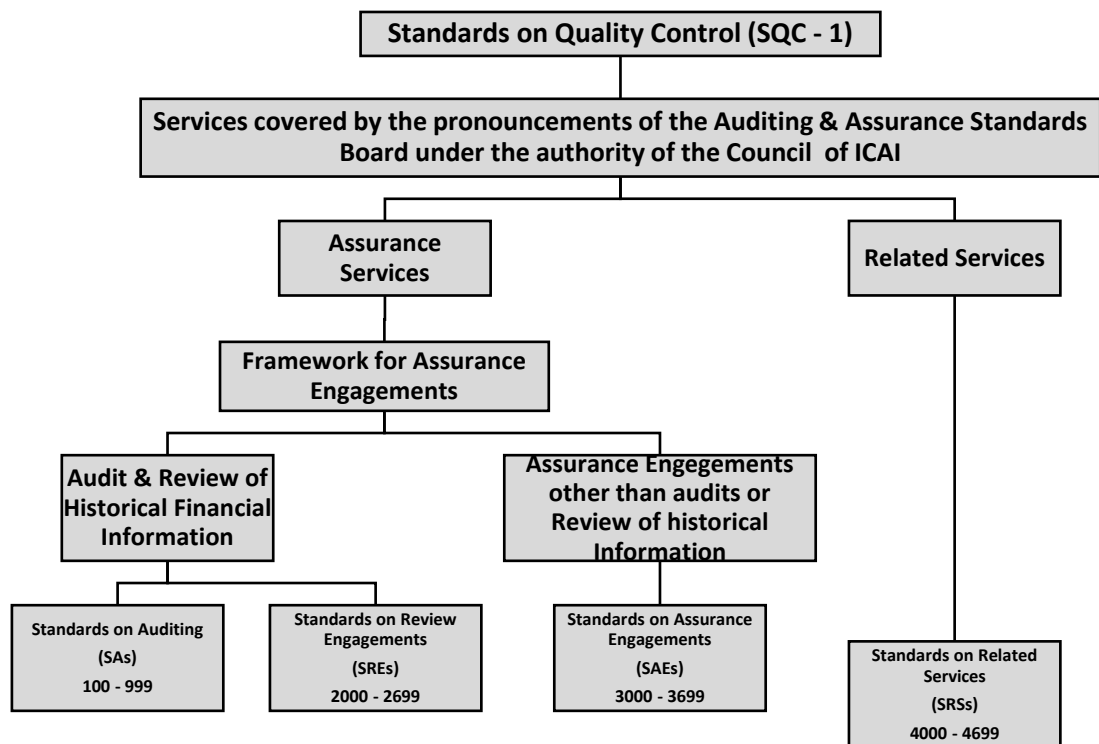 Standards on Quality Control (SQC - 1)
Services covered by the pronouncements of the Auditing & Assurance Standards
Board under the authority of the Council of ICAI
Assurance
Services
Related Services
Framework for Assurance
Engagements
Audit & Review of
Historical Financial
Information
Assurance Engegements
other than audits or
Review of historical
Information
Standards on Auditing
(SAs)
100 - 999
Standards on Review
Engagements
(SREs)
2000 - 2699
Standards on Assurance
Engagements
(SAEs)
3000 - 3699
Standards on Related
Services
(SRSs)
4000 - 4699